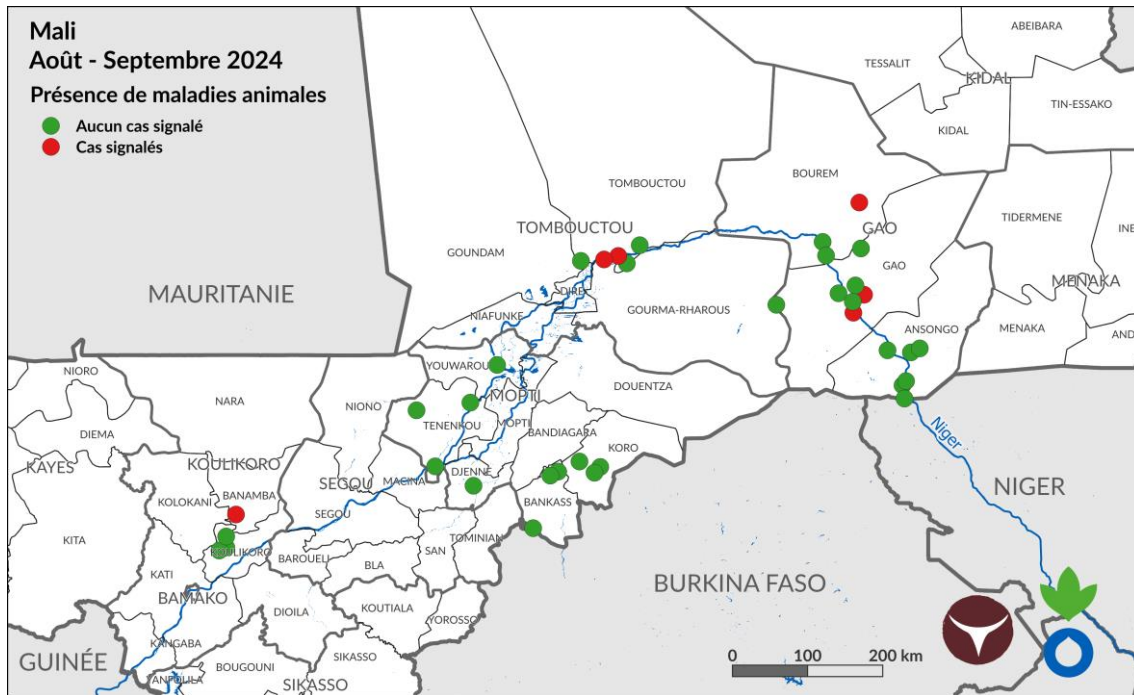 Mali
Août - Septembre 2024
Présence de maladies animales
Aucun cas signalé
Cas signalés
ABEIBARA
TESSALIT
KIDAL
TIN-ESSAKO
KIDAL
BOUREM
TOMBOUCTOU
TIDERMENE
TOMBOUCTOU
GAO
GOUNDAM
GAO
MENAKA
MAURITANIE
DIRE
GOURMA-RHAROUS
NIAFUNKE
ANSONGO
MENAKA
AND
YOUWAROU
NIORO
DOUENTZA
NARA
NIONO
MOPTI
TENENKOU
MOPTI
BANDIAGARA
DIEMA
KORO
KAYES
KOULIKORO
DJENNE
SEGOU
MACINA
KOLOKANI
BANAMBA
BANKASS
SEGOU
NIGER
Niger
KITA
KOULIKORO
TOMINIAN
SAN
BAROUELI
BLA
KATI
BURKINA FASO
BAMAKO
DIOILA
KOUTIALA
YOROSSO
KANGABA
GUINÉE
SIKASSO
BOUGOUNI
SIKASSO
0 100 200 km